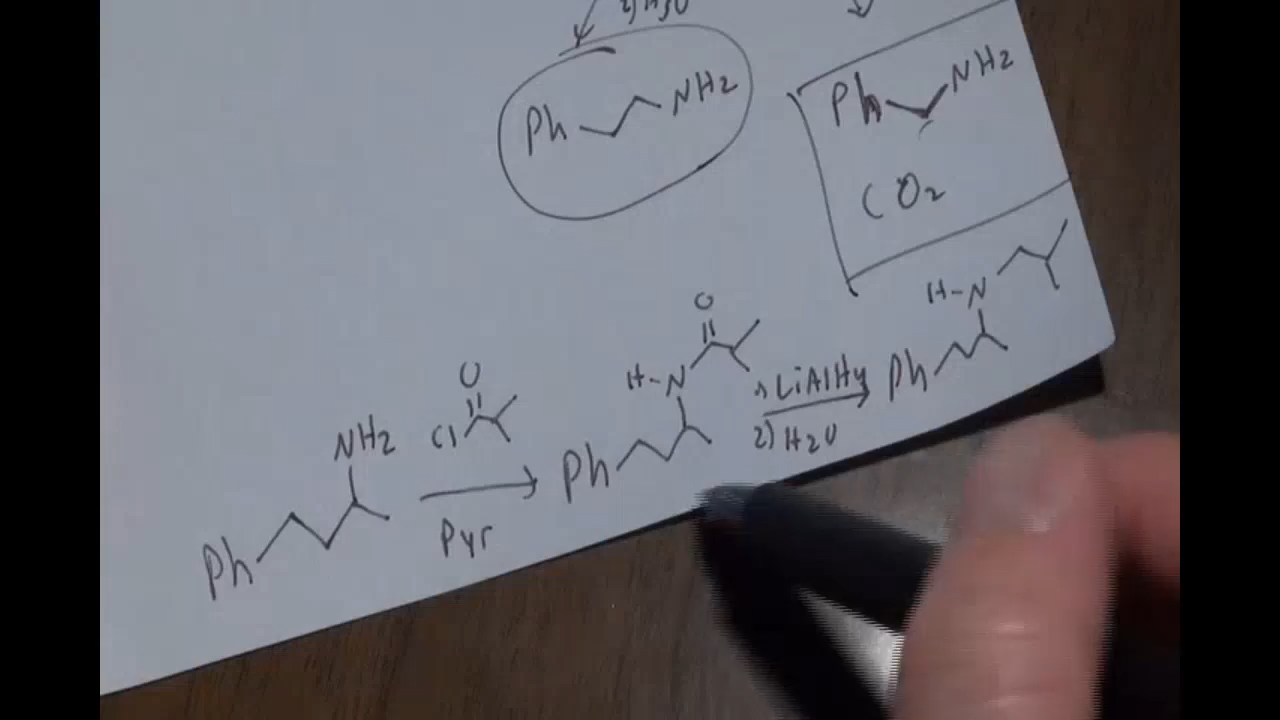 2) H3O
Ph NH2
Ph NH2
CO2
NH2
Ph
O
Cl
Pyr
O
H-N
Ph
1) LiAlH4
2) H2O
H-N
Ph